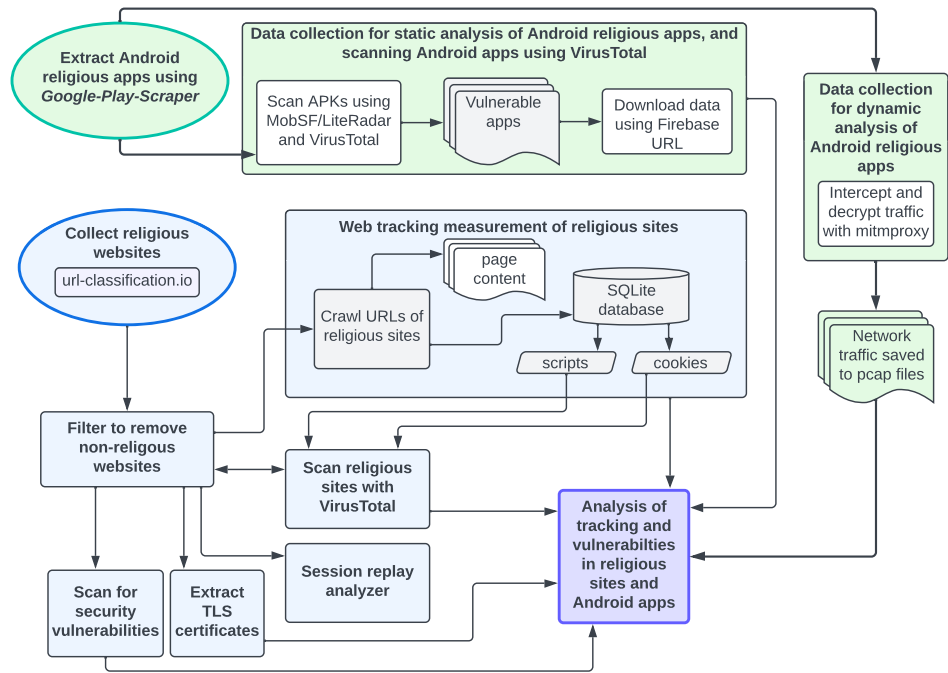 Extract Android
religious apps using
Google-Play-Scraper
Data collection for static analysis of Android religious apps, and
scanning Android apps using VirusTotal
Scan APKs using
MobSF/LiteRadar
and VirusTotal
Vulnerable
apps
Download data
using Firebase
URL
Data collection
for dynamic
analysis of
Android religious
apps
Intercept and
decrypt traffic
with mitmproxy
Network
traffic saved
to pcap files
Collect religious
websites
url-classification.io
Web tracking measurement of religious sites
page
content
Crawl URLs of
religious sites
SQLite
database
scripts
cookies
Filter to remove
non-religous
websites
Scan religious
sites with
VirusTotal
Session replay
analyzer
Scan for
security
vulnerabilities
Extract
TLS
certificates
Analysis of
tracking and
vulnerabilties
in religious
sites and
Android apps